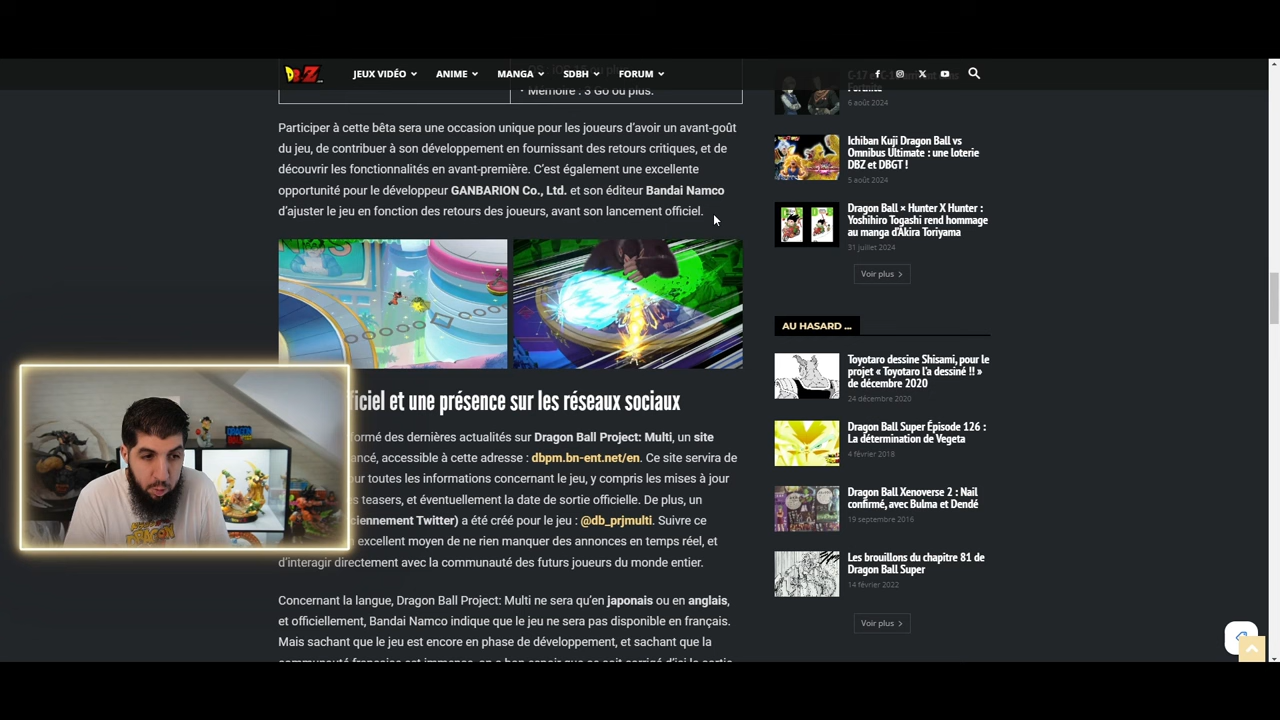 JEUX VIDÉO
ANIME
MANGA
SDBH
FORUM
• Mémoire : 3 Go ou plus.
Participer à cette bêta sera une occasion unique pour les joueurs d'avoir un avant-goût
du jeu, de contribuer à son développement en fournissant des retours critiques, et de
découvrir les fonctionnalités en avant-première. C'est également une excellente
opportunité pour le développeur GANBARION Co., Ltd. et son éditeur Bandai Namco
d'ajuster le jeu en fonction des retours des joueurs, avant son lancement officiel.
ficiel et une présence sur les réseaux sociaux
formé des dernières actualités sur Dragon Ball Project: Multi, un site
ancé, accessible à cette adresse : dbpm.bn-ent.net/en. Ce site servira de
our toutes les informations concernant le jeu, y compris les mises à jour
s teasers, et éventuellement la date de sortie officielle. De plus, un
ciennement Twitter) a été créé pour le jeu : @db_prjmulti. Suivre ce
n excellent moyen de ne rien manquer des annonces en temps réel, et
d'interagir directement avec la communauté des futurs joueurs du monde entier.
Concernant la langue, Dragon Ball Project: Multi ne sera qu'en japonais ou en anglais,
et officiellement, Bandai Namco indique que le jeu ne sera pas disponible en français.
Mais sachant que le jeu est encore en phase de développement, et sachant que la
6 août 2024
Ichiban Kuji Dragon Ball vs
Omnibus Ultimate : une loterie
DBZ et DBGT !
5 août 2024
Dragon Ball × Hunter X Hunter :
Yoshihiro Togashi rend hommage
au manga d'Akira Toriyama
31 juillet 2024
Voir plus
AU HASARD ...
Toyotaro dessine Shisami, pour le
projet « Toyotaro l'a dessiné !! »
de décembre 2020
24 décembre 2020
Dragon Ball Super Épisode 126 :
La détermination de Vegeta
4 février 2018
Dragon Ball Xenoverse 2 : Nail
confirmé, avec Bulma et Dendé
19 septembre 2016
Les brouillons du chapitre 81 de
Dragon Ball Super
14 février 2022
Voir plus